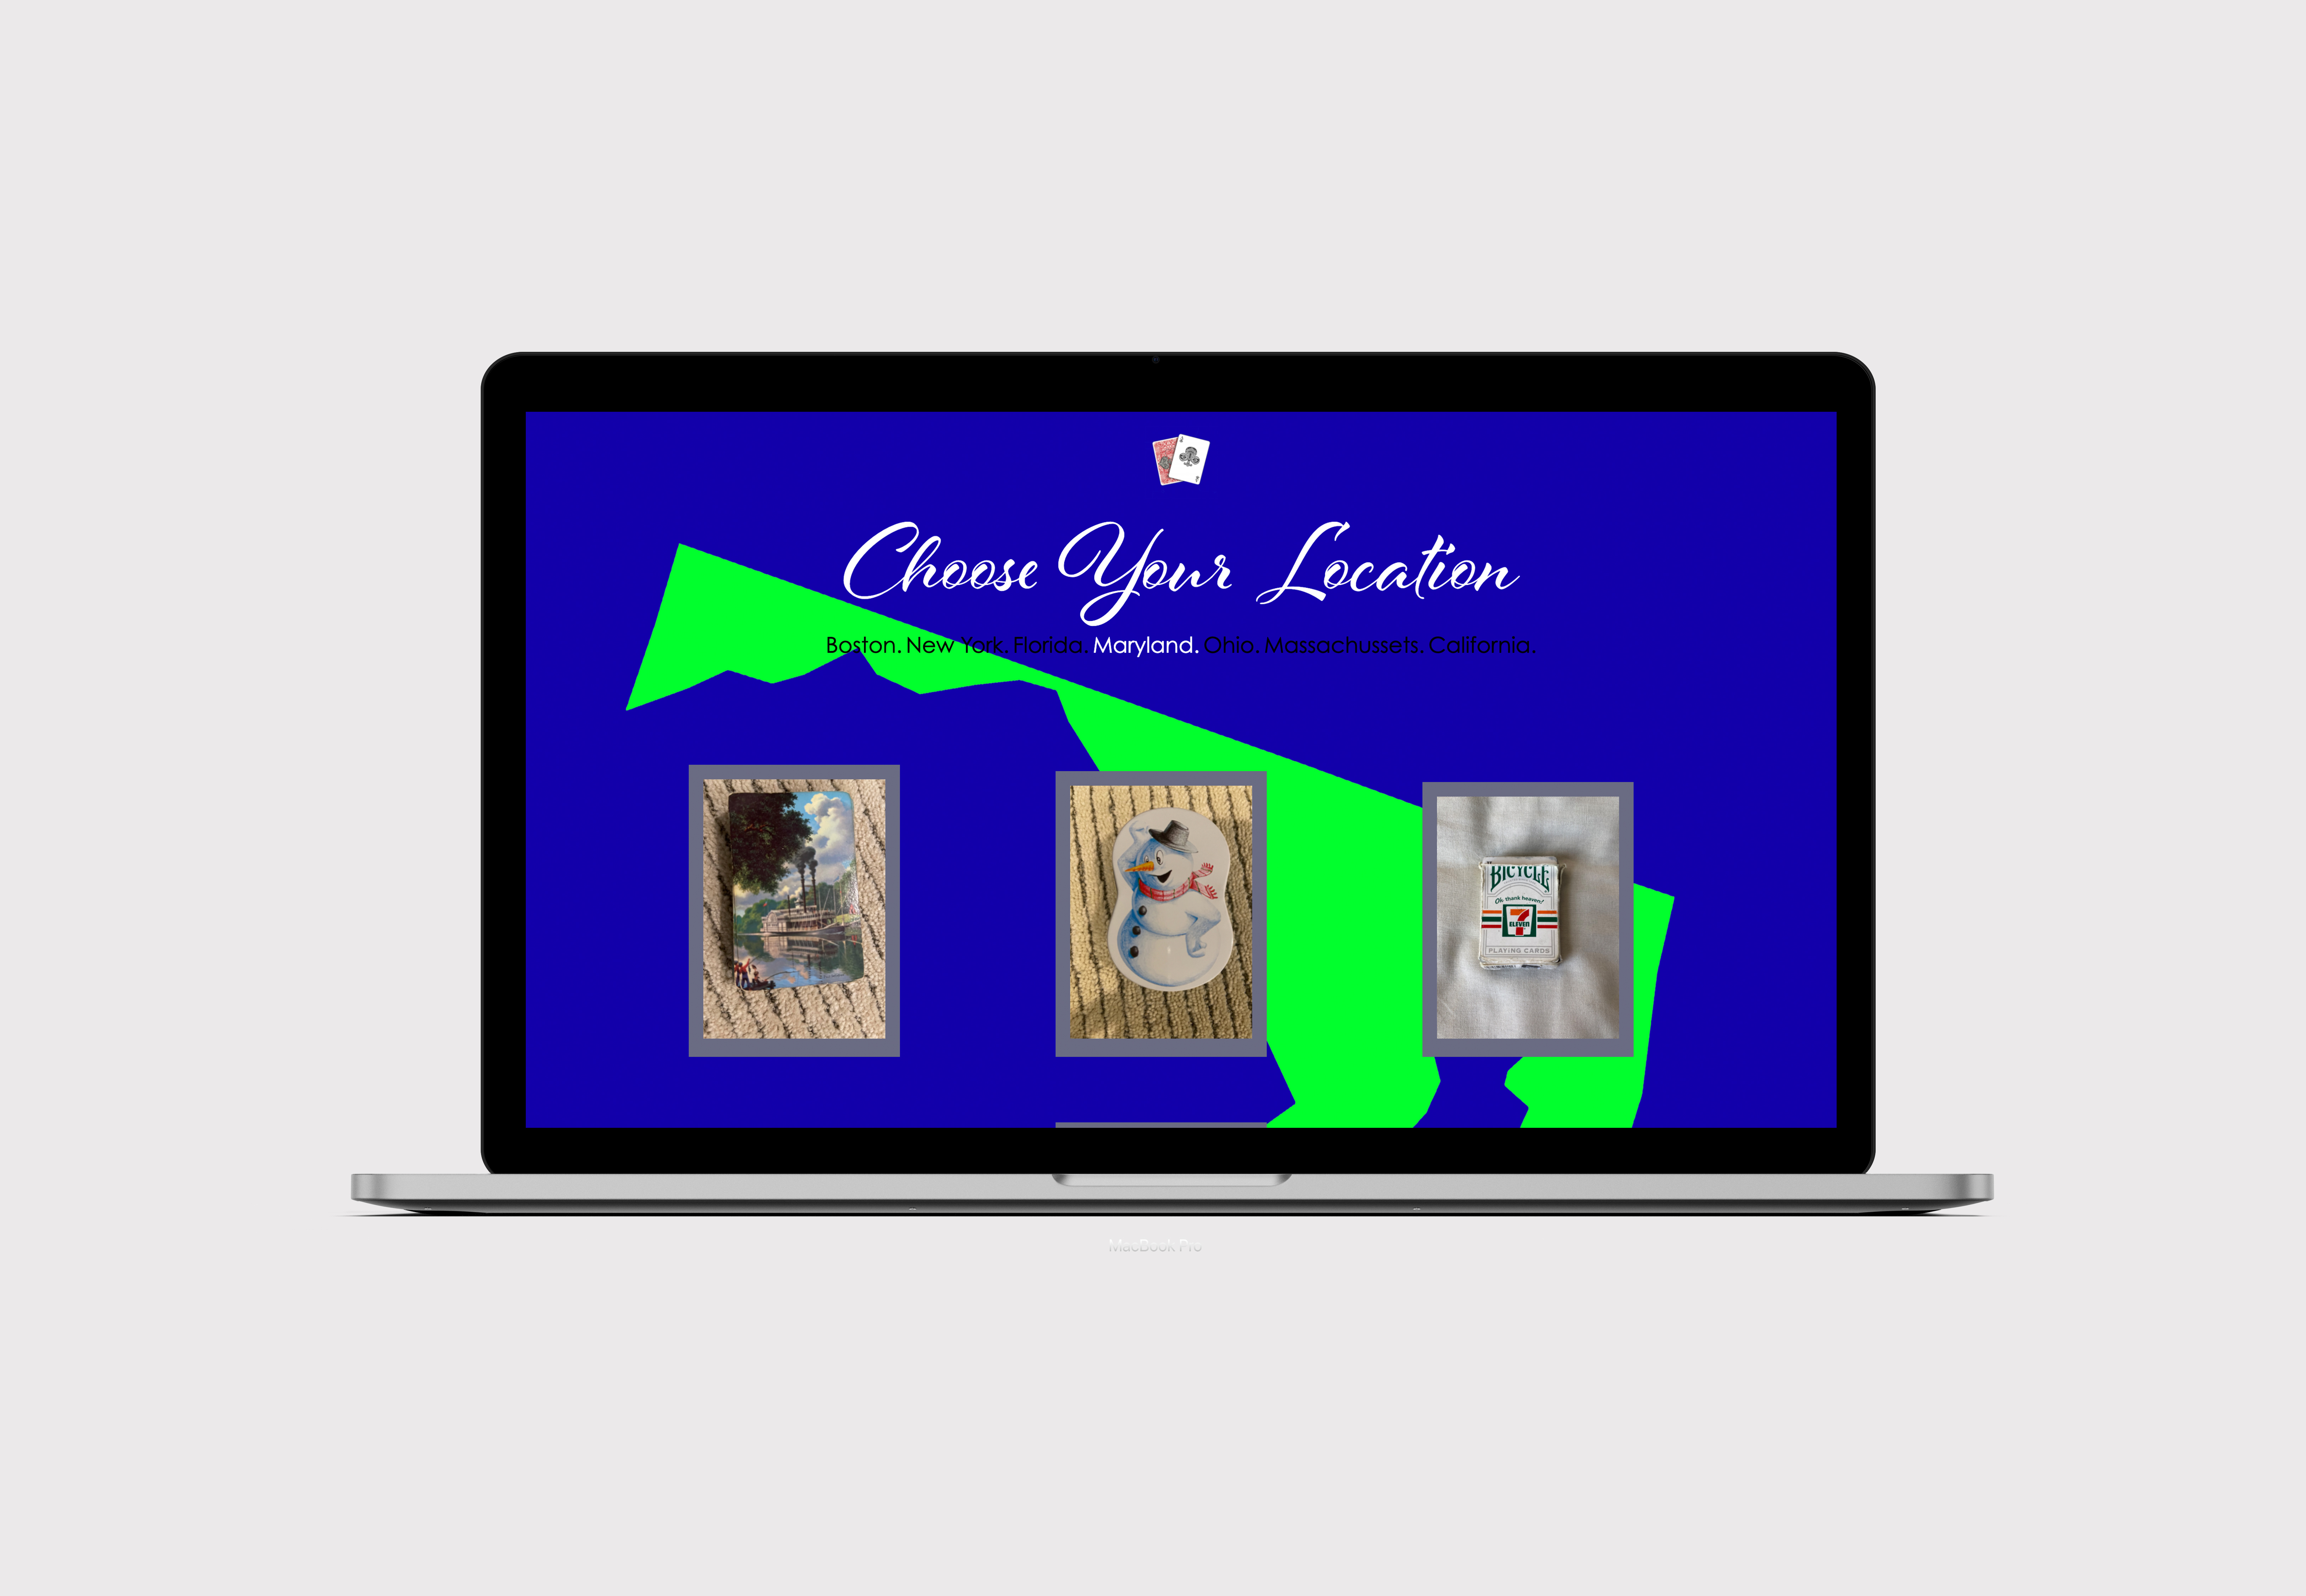 Choose Your Location
Boston. New York. Florida. Maryland. Ohio. Massachussets. California.
BICYCLE
Oh thank heaven!
7
ELEVEN
PLAYING CARDS
MacBook Pro